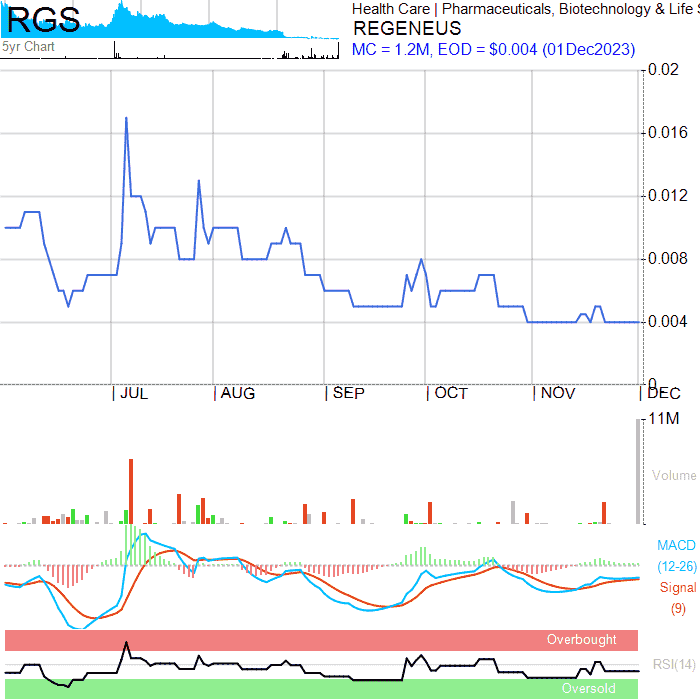 RGS
5yr Chart
Health Care | Pharmaceuticals, Biotechnology & Life
REGENEUS
MC = 1.2M, EOD = $0.004 (01Dec2023)
0.02
0.016
0.012
0.008
0.004
0
JUL AUG SEP OCT NOV DEC
11M
Volume
MACD
(12-26)
Signal
(9)
Overbought
RSI(14)
Oversold